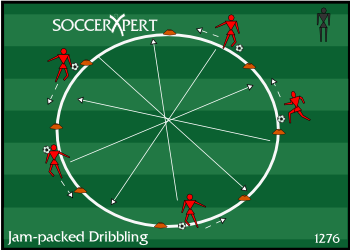 SOCCERXPERT
Jam-packed Dribbling
1276